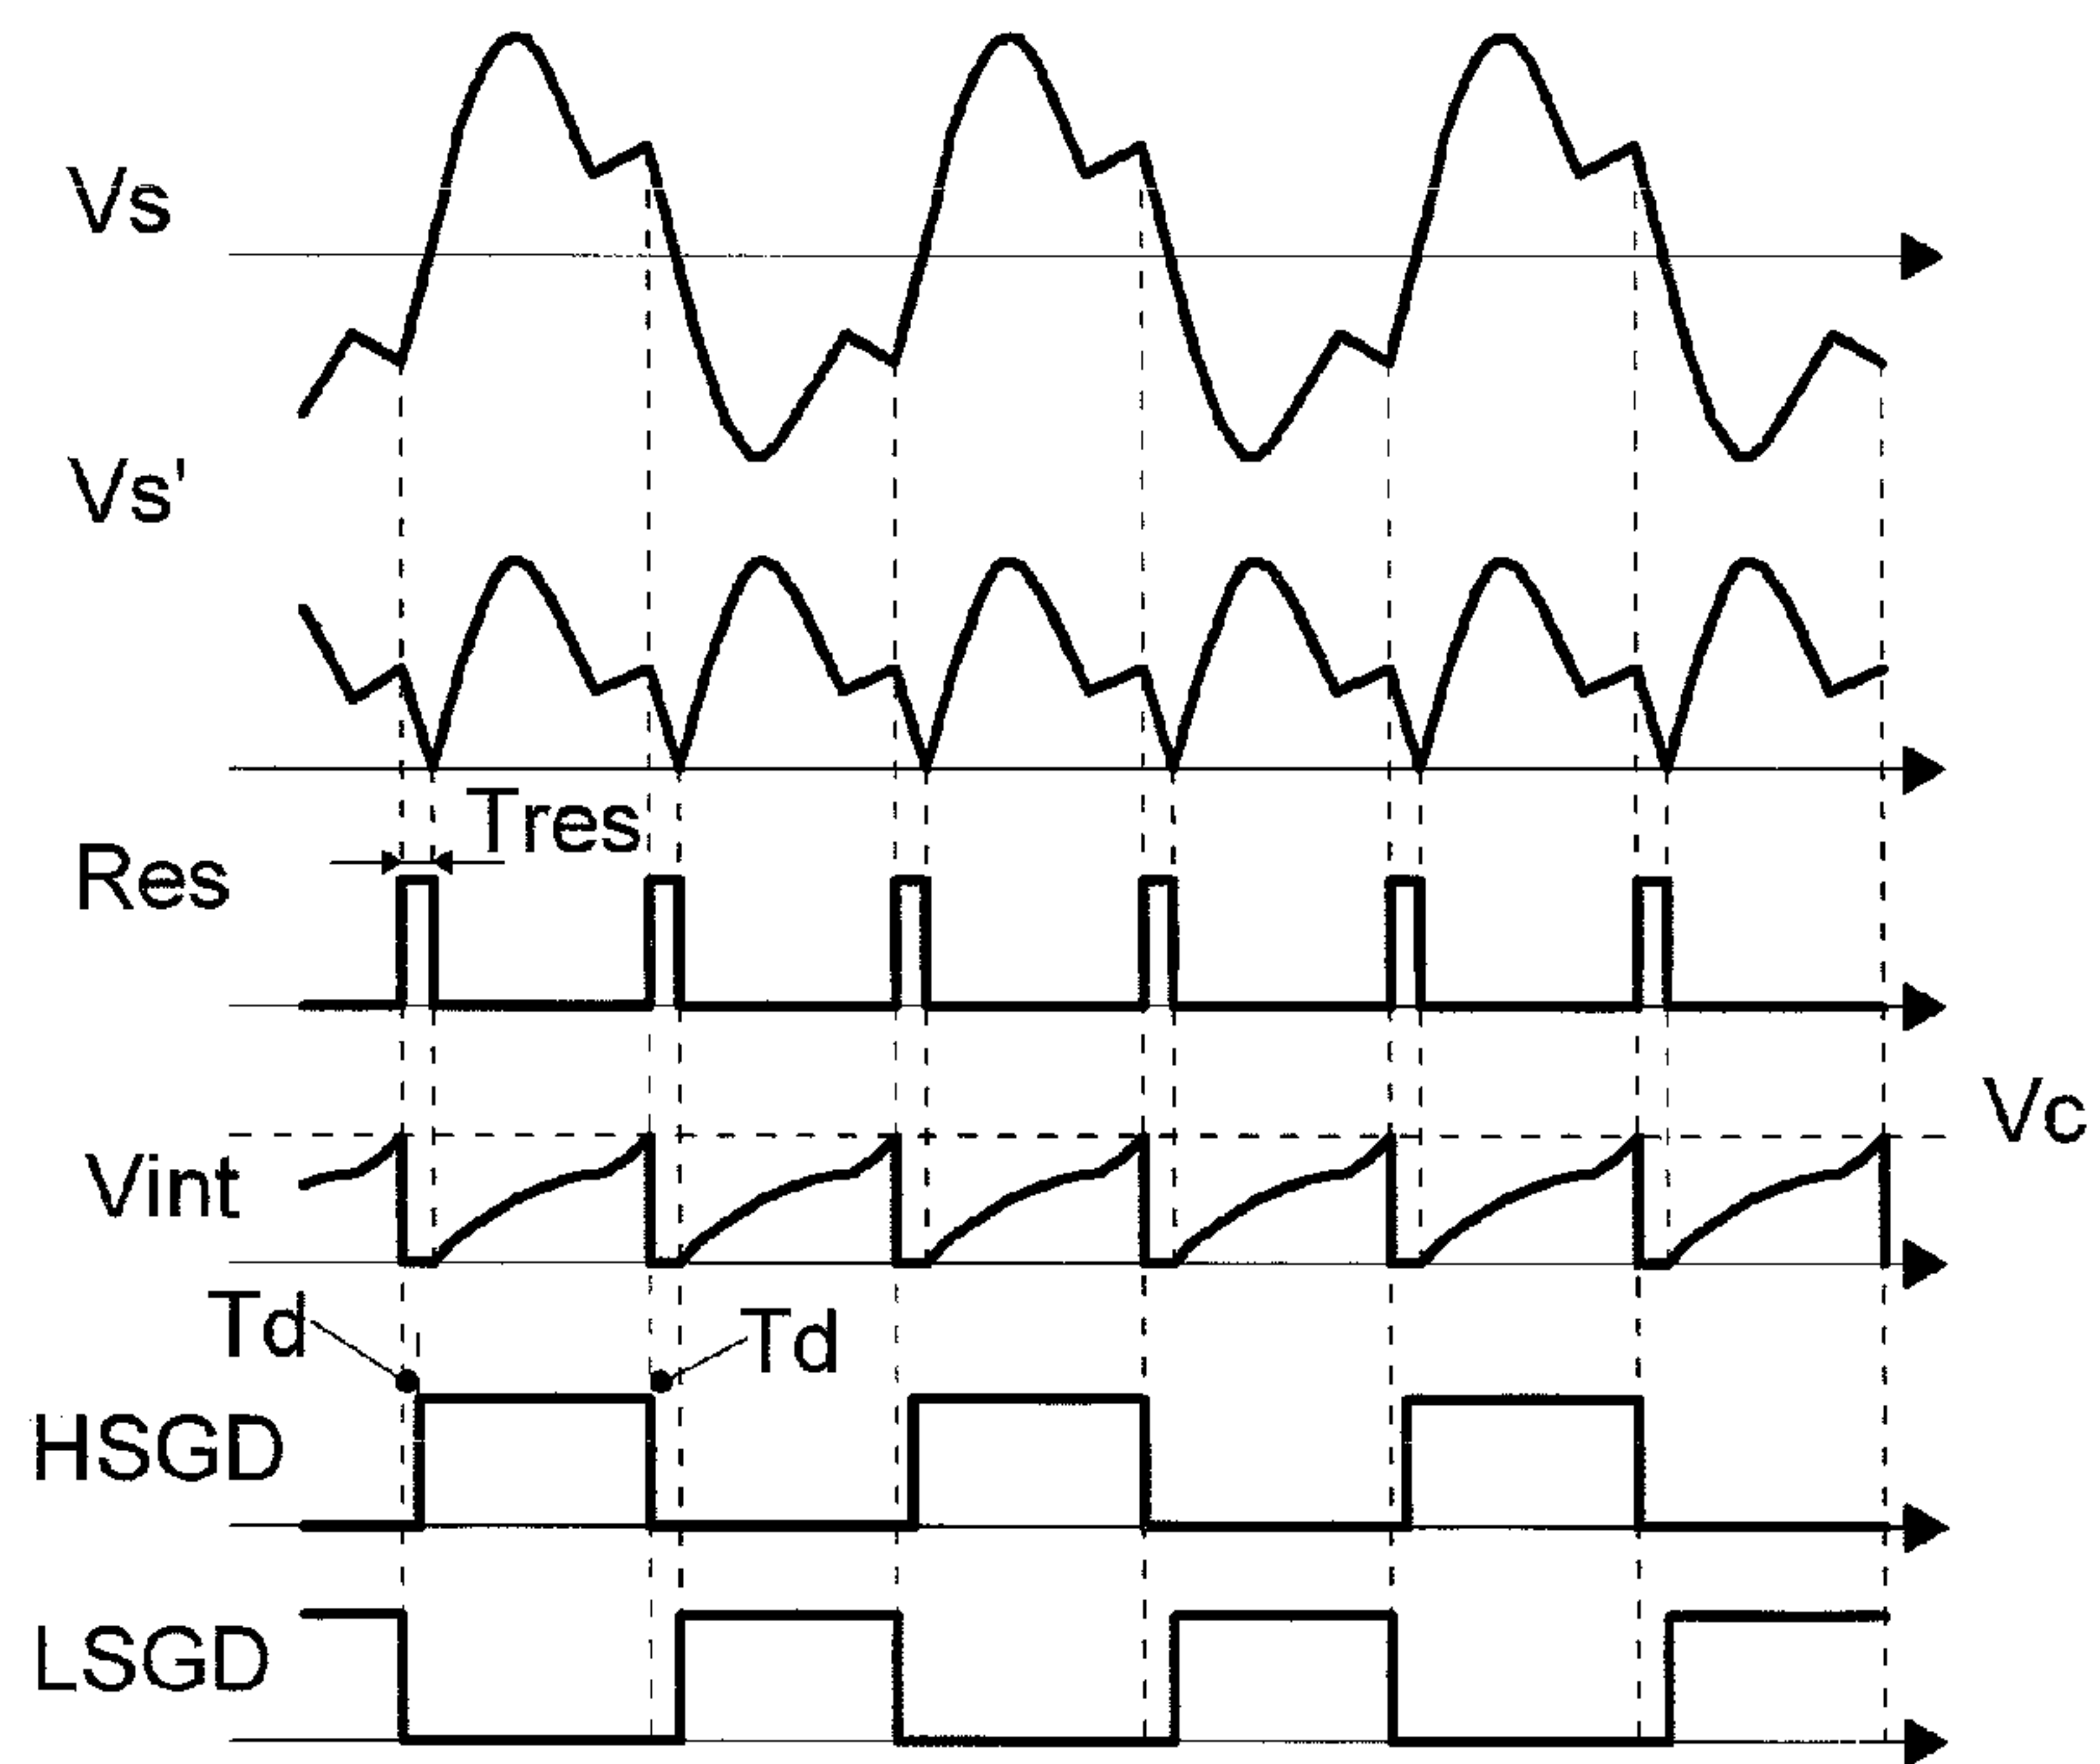 Vs
Vs'
Tres
Res
Vc
Vint
Td
Td
HSGD
LSGD